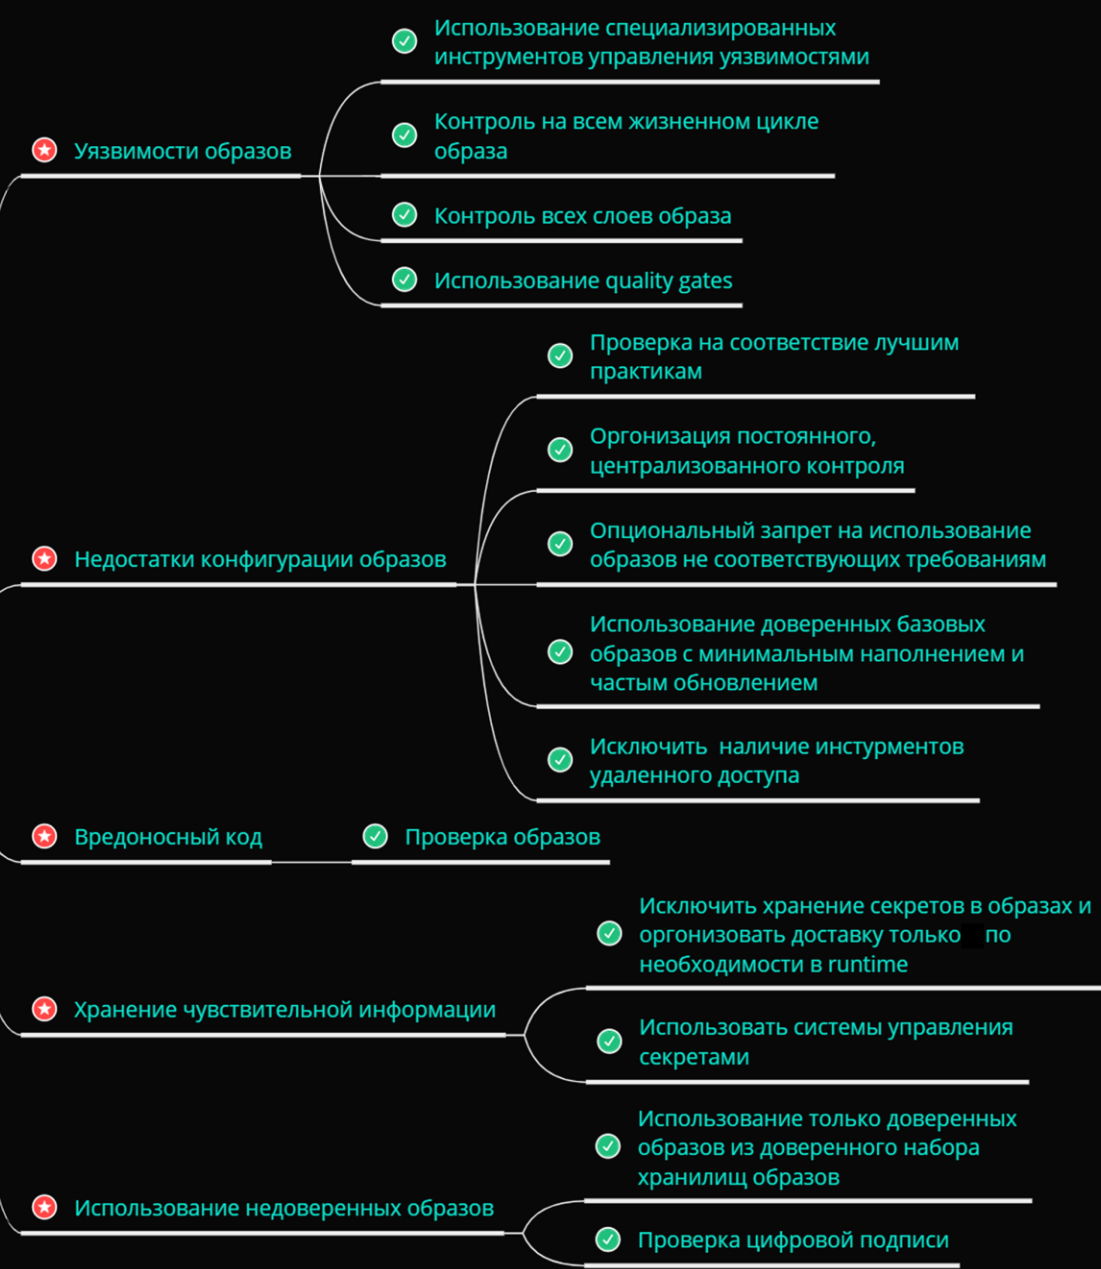 Использование специализированных
инструментов управления уязвимостями
Контроль на всем жизненном цикле
образа
Уязвимости образов
Контроль всех слоев образа
Использование quality gates
Проверка на соответствие лучшим
практикам
Оргонизация постоянного,
централизованного контроля
Опциональный запрет на использование
образов не соответствующих требованиям
Недостатки конфигурации образов
Использование доверенных базовых
образов с минимальным наполнением и
частым обновлением
Исключить наличие инстурментов
удаленного доступа
Вредоносный код
Проверка образов
Исключить хранение секретов в образах и
оргонизовать доставку только по
необходимости в runtime
Хранение чувствительной информации
Использовать системы управления
секретами
Использование только доверенных
образов из доверенного набора
хранилищ образов
Использование недоверенных образов
Проверка цифровой подписи